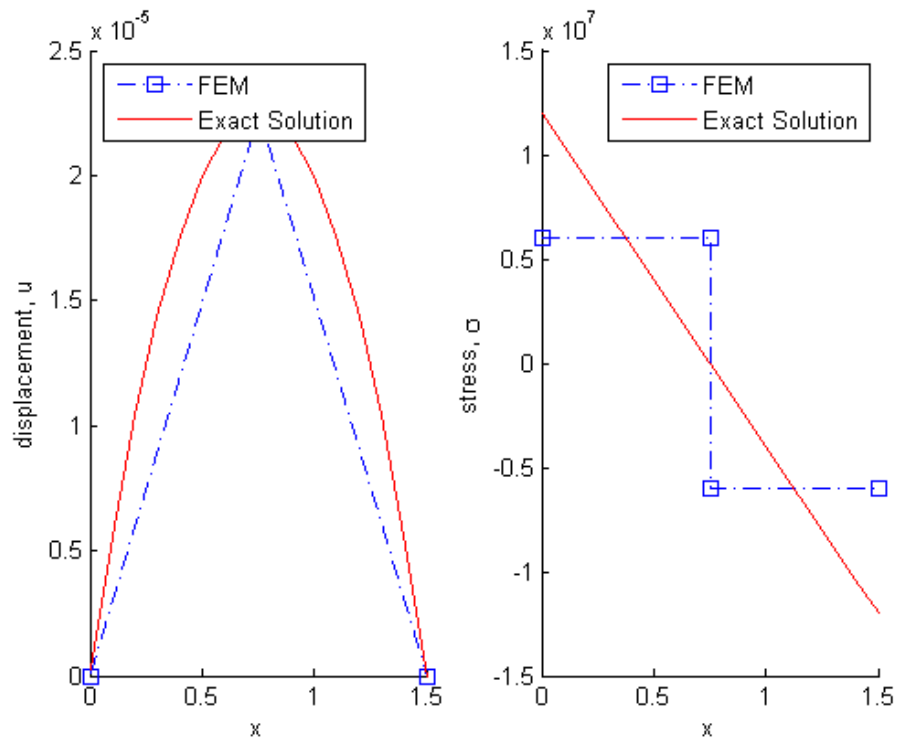 x 10^-5
2.5
2
1.5
1
0.5
0
0
0.5
1
1.5
displacement, u
x
FEM
Exact Solution
x 10^7
1.5
1
0.5
0
-0.5
-1
-1.5
0
0.5
1
1.5
stress, σ
x
FEM
Exact Solution